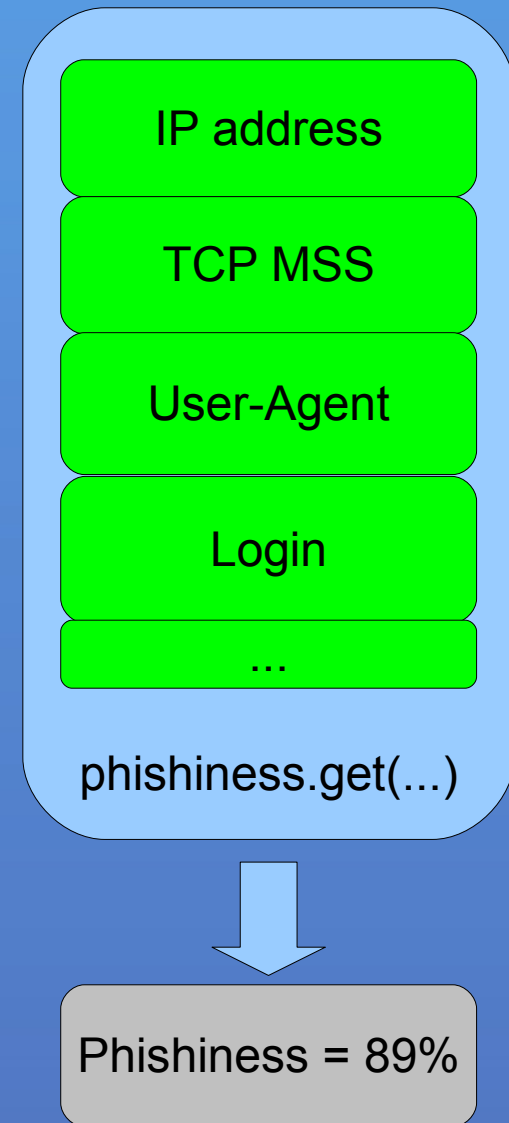 IP address
TCP MSS
User-Agent
Login
...
phishiness.get(...)
Phishiness = 89%